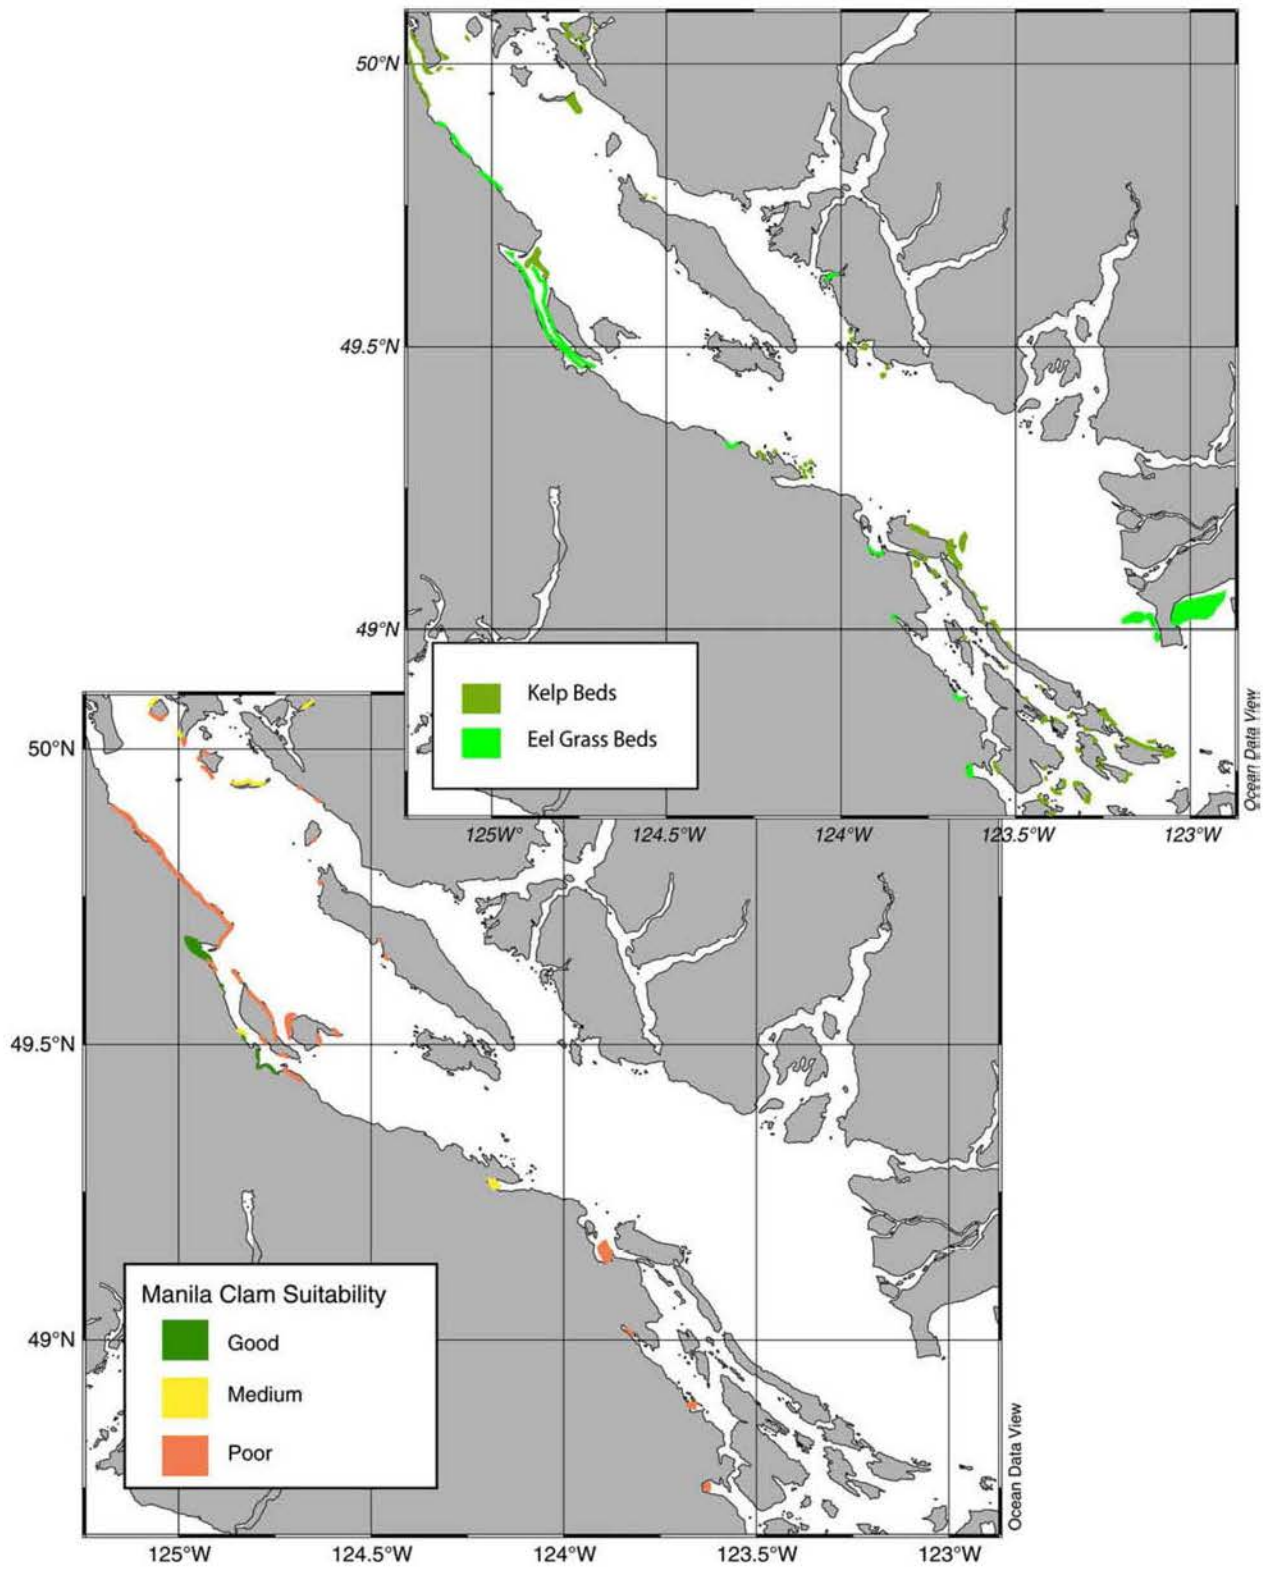 50°N
49.5°N
49°N
Kelp Beds
Eel Grass Beds
Ocean Data View
125W°
124.5°W
124°W
123.5°W
123°W
50°N
49.5°N
49°N
Manila Clam Suitability
Good
Medium
Poor
Ocean Data View
125°W
124.5°W
124°W
123.5°W
123°W